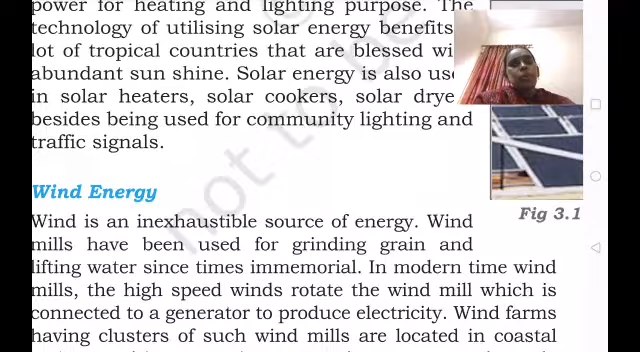 power for heating and lighting purpose. The
technology of utilising solar energy benefits
lot of tropical countries that are blessed
abundant sun shine. Solar energy is also
in solar heaters, solar cookers, solar
besides being used for community lighting and
traffic signals.
Wind Energy
Fig 3.1
Wind is an inexhaustible source of energy. Wind
mills have been used for grinding grain and
lifting water since times immemorial. In modern time wind
mills, the high speed winds rotate the wind mill which is
connected to a generator to produce electricity. Wind farms
having clusters of such wind mills are located in coastal
not to be